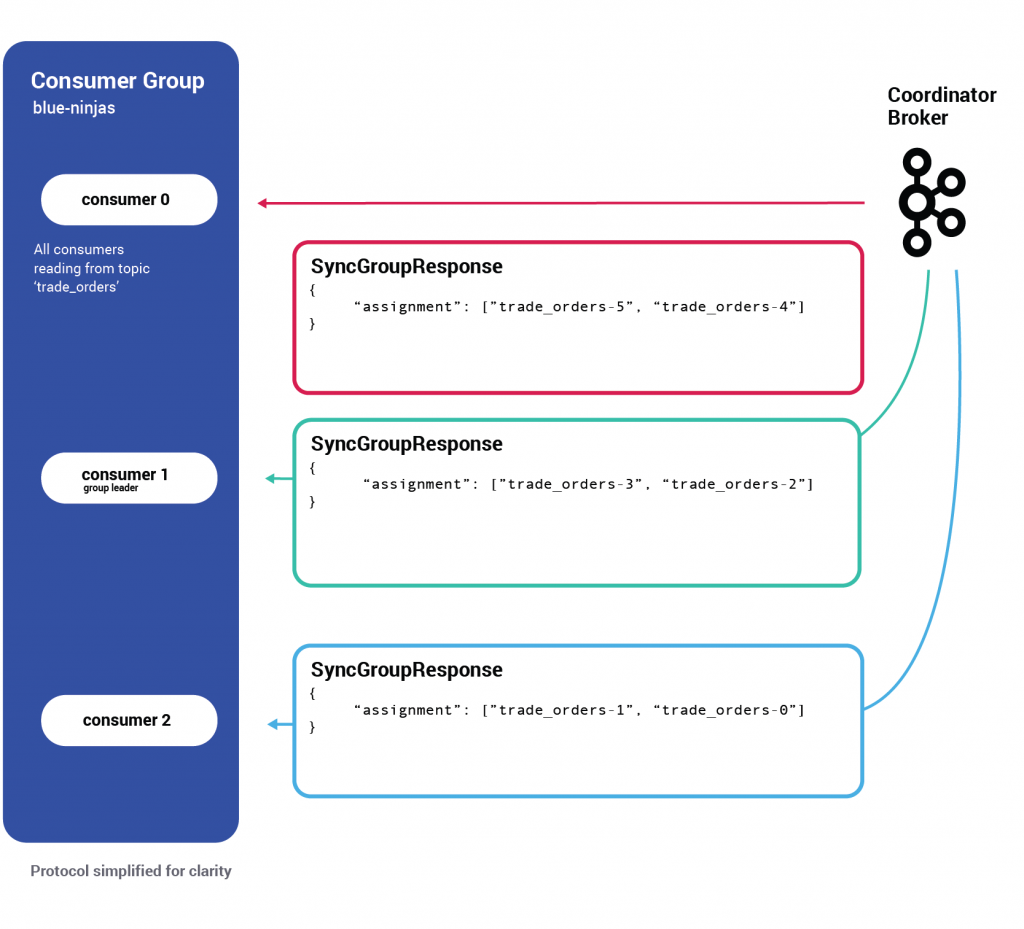 Consumer Group
blue-ninjas
Coordinator
Broker
consumer 0
All consumers
reading from topic
‘trade_orders’
SyncGroupResponse
{
“assignment”: [”trade_orders-5”, “trade_orders-4”]
}
SyncGroupResponse
{
“assignment”: [”trade_orders-3”, “trade_orders-2”]
}
consumer 1
group leader
SyncGroupResponse
{
“assignment”: [”trade_orders-1”, “trade_orders-0”]
}
consumer 2
Protocol simplified for clarity